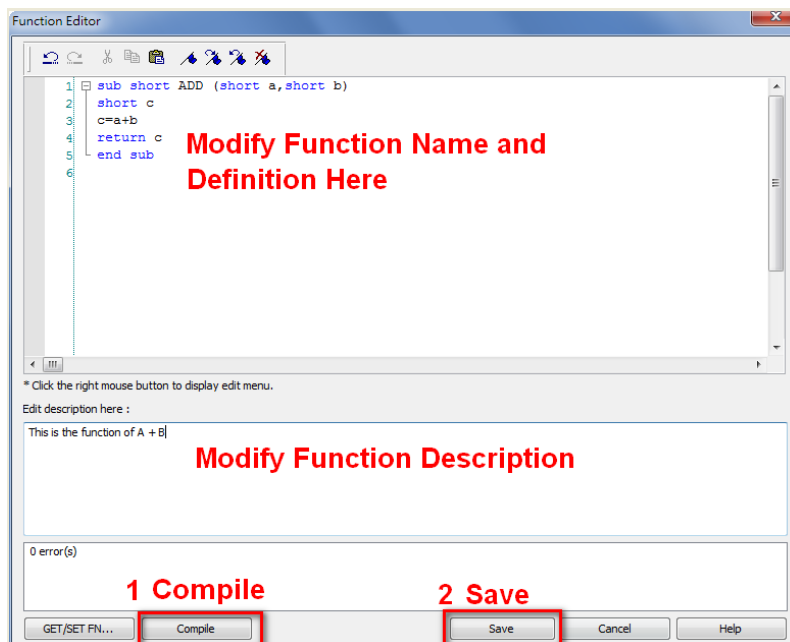 Function Editor
1 sub short ADD (short a,short b)
2 short c
3 c=a+b
4 return c
5 end sub
6
Modify Function Name and
Definition Here
* Click the right mouse button to display edit menu.
Edit description here :
This is the function of A + B
Modify Function Description
0 error(s)
1 Compile
2 Save
GET/SET FN... Compile Save Cancel Help